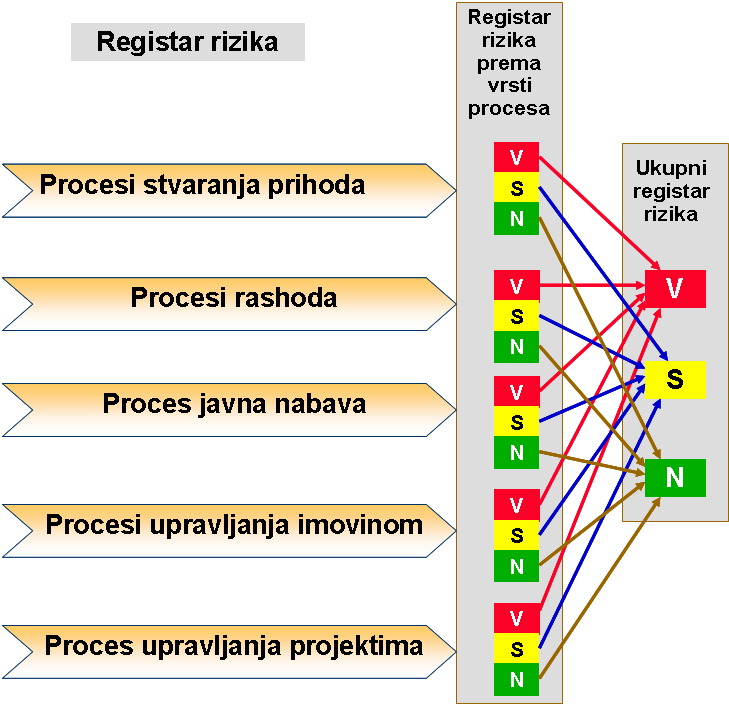 Registar rizika
Registar
rizika
prema
vrsti
procesa
Procesi stvaranja prihoda
V
S
N
Procesi rashoda
V
S
N
Proces javna nabava
V
S
N
Procesi upravljanja imovinom
V
S
N
Proces upravljanja projektima
V
S
N
Ukupni
registar
rizika
V
S
N